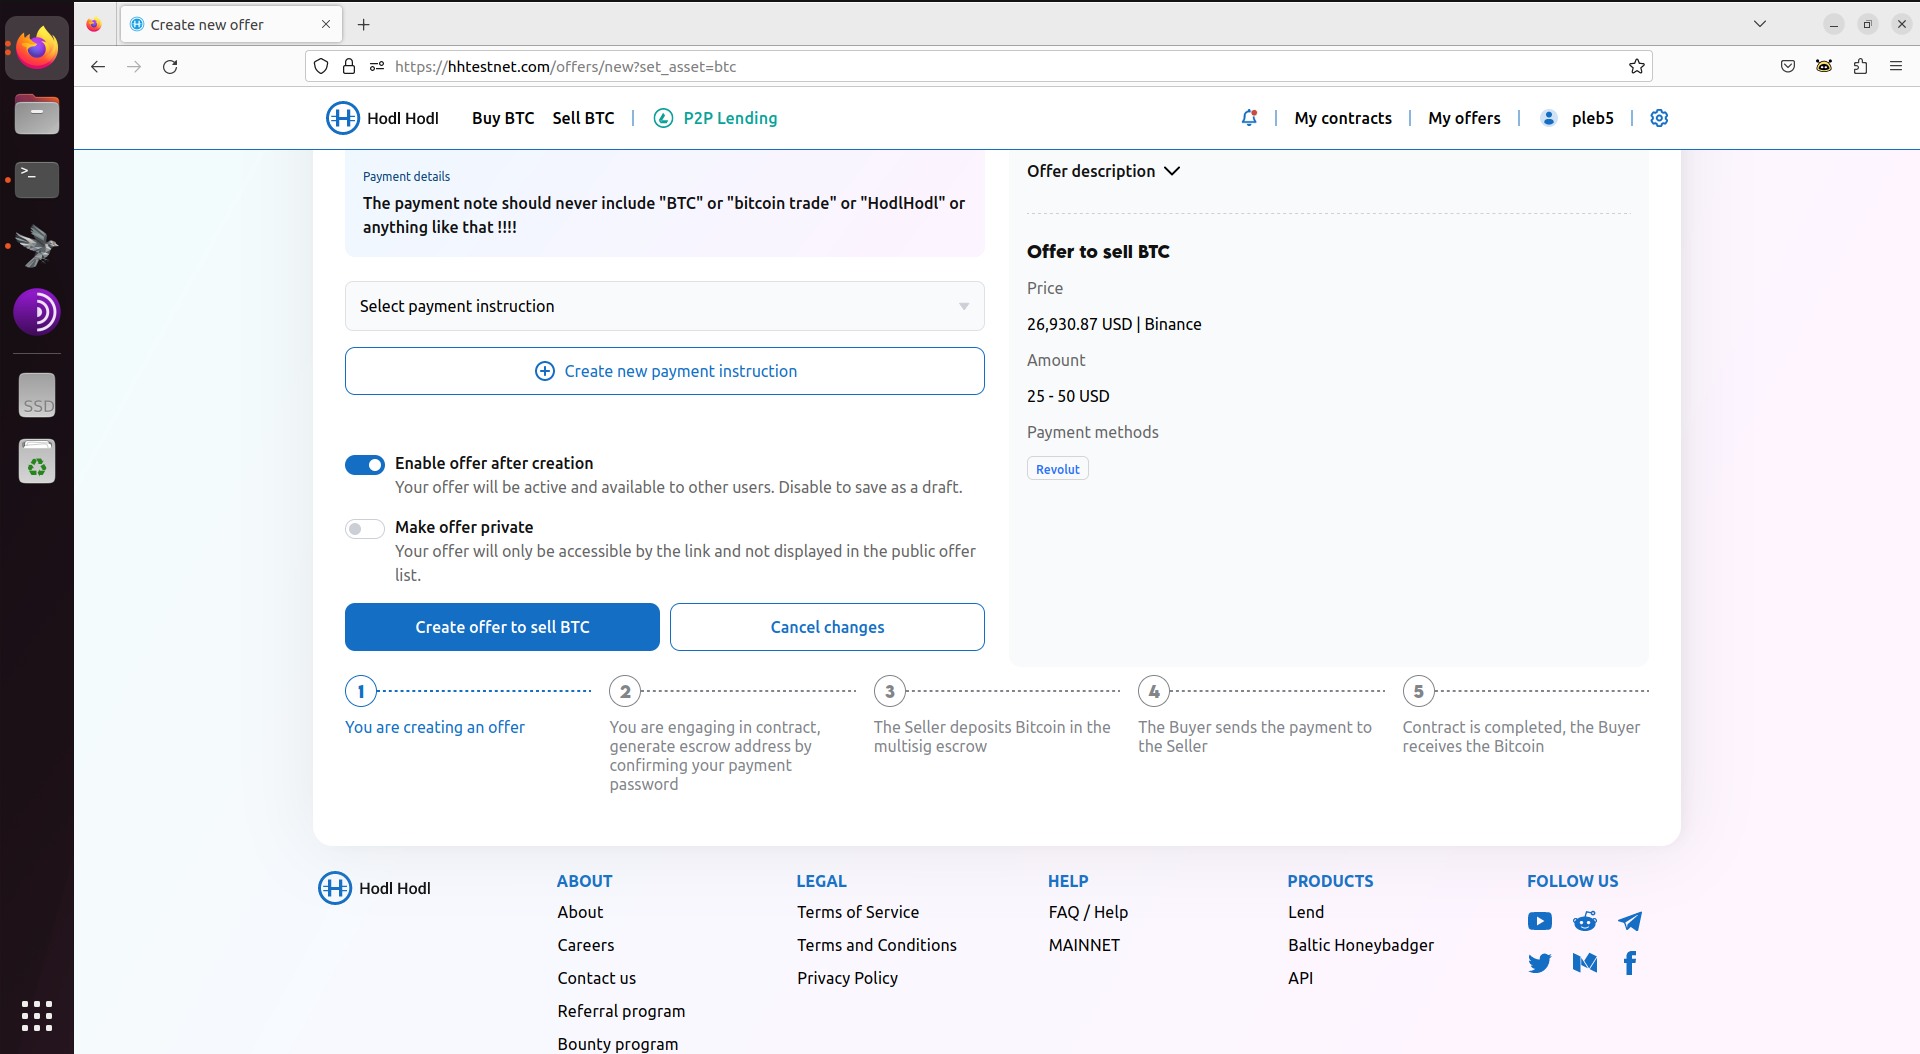 Create new offer
https://hhtestnet.com/offers/new?set_asset=btc
Hodl Hodl
Buy BTC
Sell BTC
P2P Lending
My contracts
My offers
pleb5
Payment details
The payment note should never include "BTC" or "bitcoin trade" or "HodlHodl" or
anything like that !!!!
Select payment instruction
Create new payment instruction
Enable offer after creation
Your offer will be active and available to other users. Disable to save as a draft.
Make offer private
Your offer will only be accessible by the link and not displayed in the public offer
list.
Create offer to sell BTC
Cancel changes
Offer description
Offer to sell BTC
Price
26,930.87 USD | Binance
Amount
25 - 50 USD
Payment methods
Revolut
1
You are creating an offer
2
You are engaging in contract,
generate escrow address by
confirming your payment
password
3
The Seller deposits Bitcoin in the
multisig escrow
4
The Buyer sends the payment to
the Seller
5
Contract is completed, the Buyer
receives the Bitcoin
Hodl Hodl
ABOUT
About
Careers
Contact us
Referral program
Bounty program
LEGAL
Terms of Service
Terms and Conditions
Privacy Policy
HELP
FAQ / Help
MAINNET
PRODUCTS
Lend
Baltic Honeybadger
API
FOLLOW US
>_
SSD